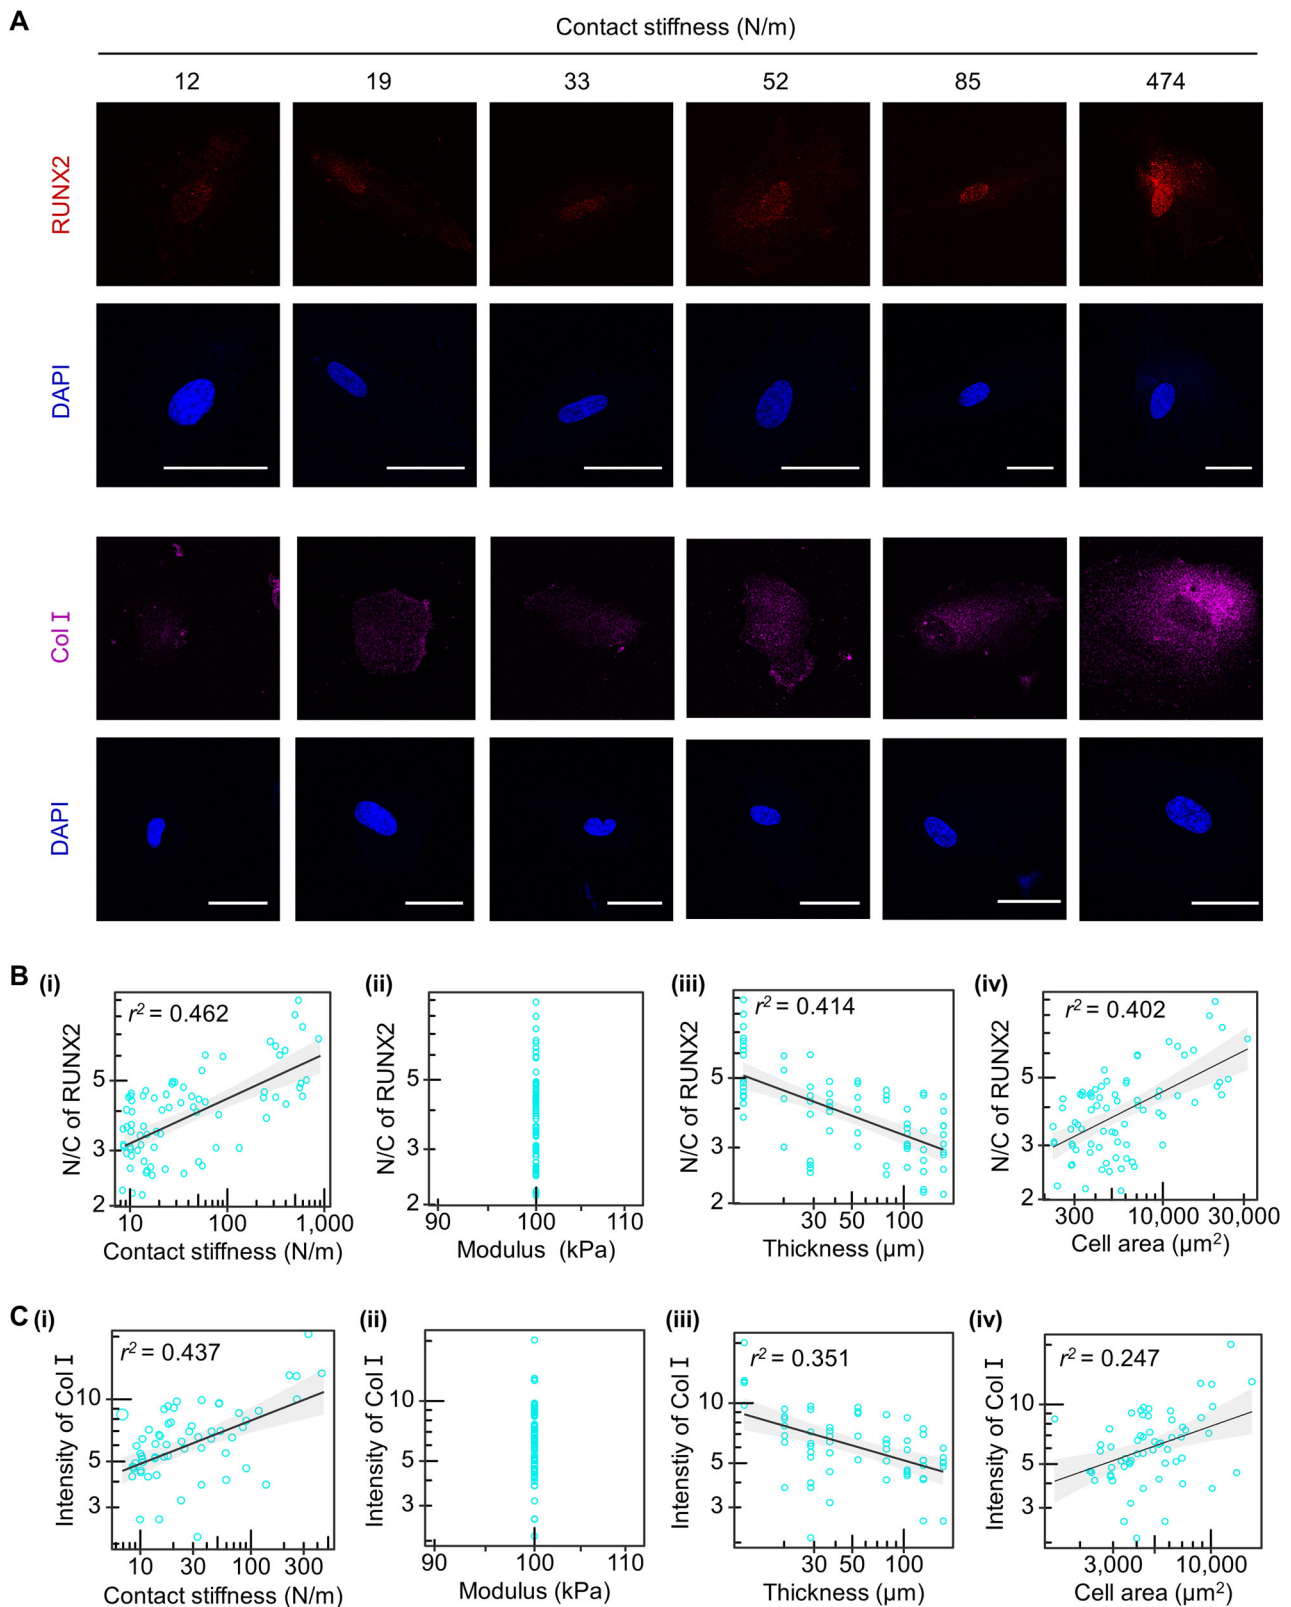 A
Contact stiffness (N/m)
12 19 33 52 85 474
RUNX2
DAPI
Col I
DAPI
B
(i) (ii) (iii) (iv)
r² = 0.462
N/C of RUNX2
5
3
2
10 100 1,000
Contact stiffness (N/m)
N/C of RUNX2
5
3
2
90 100 110
Modulus (kPa)
r² = 0.414
N/C of RUNX2
5
3
2
30 50 100
Thickness (µm)
r² = 0.402
N/C of RUNX2
5
3
2
300 10,000 30,000
Cell area (µm²)
C
(i) (ii) (iii) (iv)
r² = 0.437
Intensity of Col I
10
5
3
10 30 100 300
Contact stiffness (N/m)
Intensity of Col I
10
5
3
90 100 110
Modulus (kPa)
r² = 0.351
Intenstiy of Col I
10
5
3
30 50 100
Thickness (µm)
r² = 0.247
Intensity of Col I
10
5
3
3,000 10,000
Cell area (µm²)